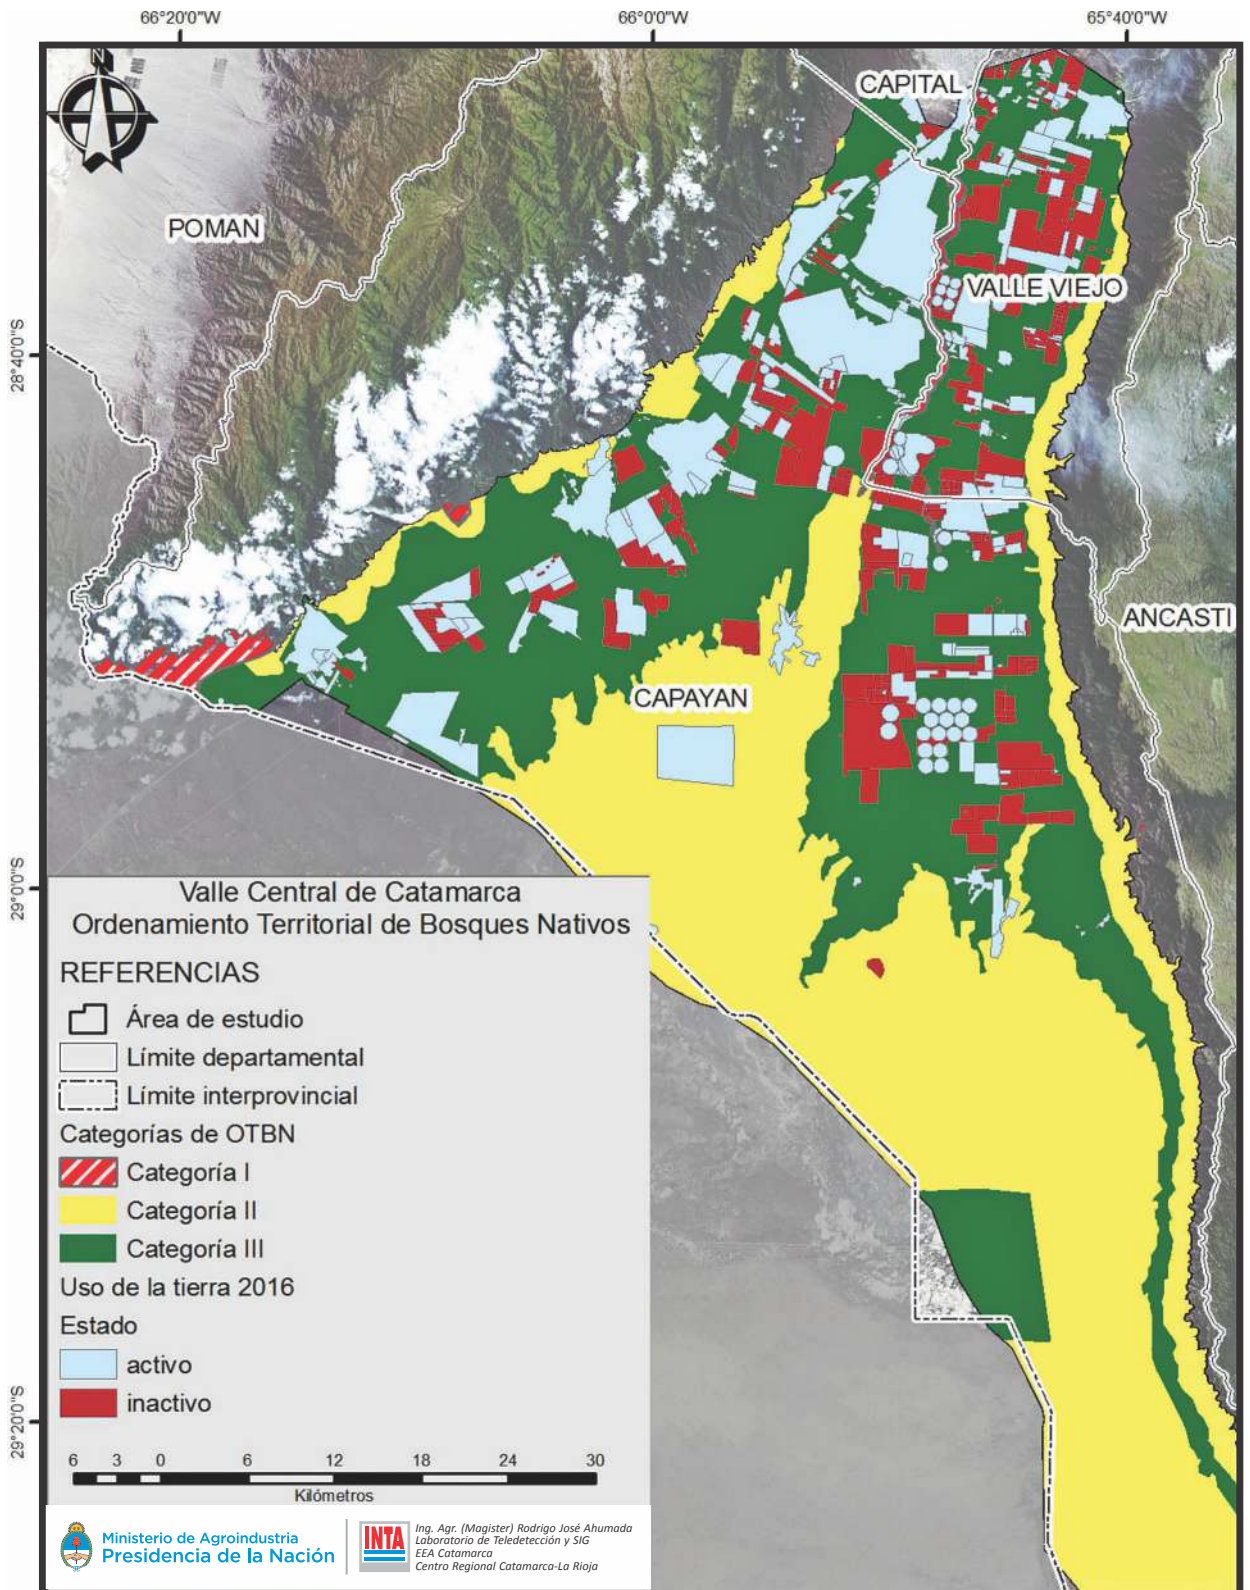 66°20'0"W
66°0'0"W
65°40'0"W
N
CAPITAL
POMAN
VALLE VIEJO
28°40'0"S
ANCASTI
CAPAYAN
29°0'0"S
Valle Central de Catamarca
Ordenamiento Territorial de Bosques Nativos
REFERENCIAS
Área de estudio
Límite departamental
Límite interprovincial
Categorías de OTBN
Categoría I
Categoría II
Categoría III
Uso de la tierra 2016
Estado
activo
inactivo
29°20'0"S
6 3 0 6 12 18 24 30
Kilómetros
Ministerio de Agroindustria
Presidencia de la Nación
INTA
Ing. Agr. (Magister) Rodrigo José Ahumada
Laboratorio de Teledetección y SIG
EEA Catamarca
Centro Regional Catamarca-La Rioja